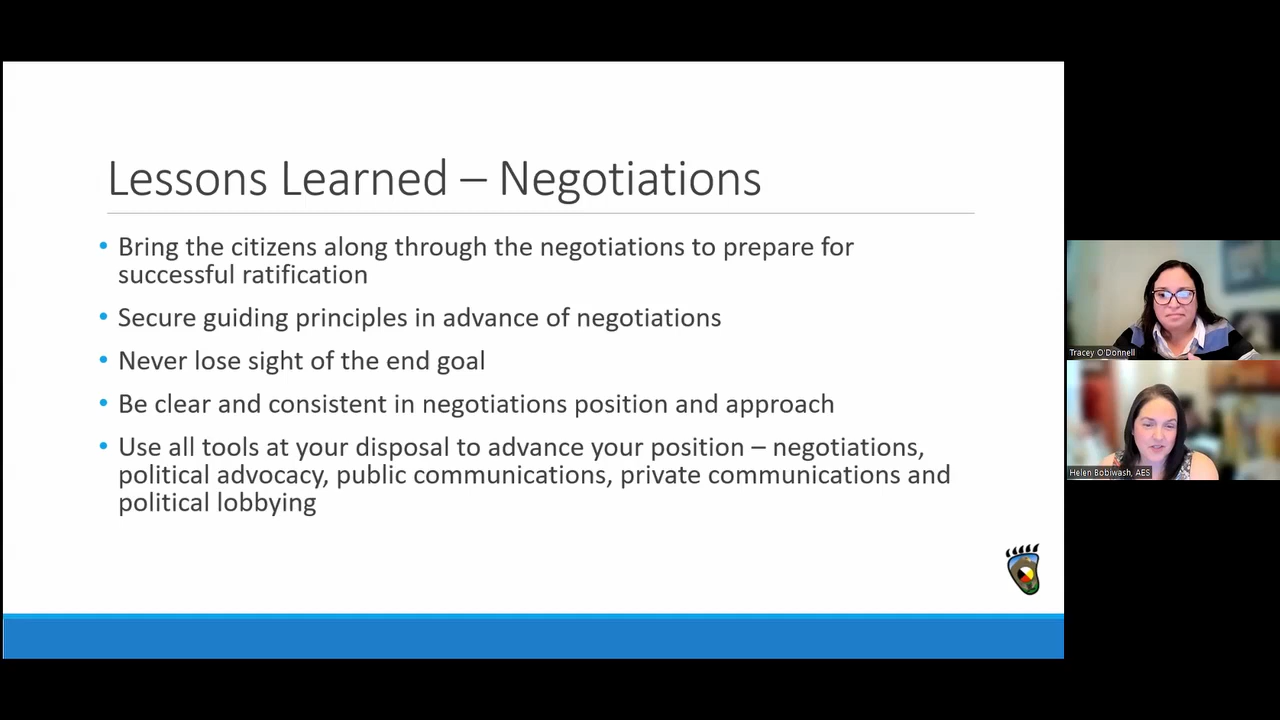 Lessons Learned – Negotiations
• Bring the citizens along through the negotiations to prepare for
successful ratification
• Secure guiding principles in advance of negotiations
• Never lose sight of the end goal
• Be clear and consistent in negotiations position and approach
• Use all tools at your disposal to advance your position – negotiations,
political advocacy, public communications, private communications and
political lobbying
Tracey O'Donnell
Helen Bobiwash, AES